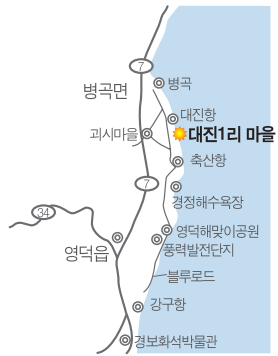 7
병곡
병곡면
대진항
괴시마을
대진1리 마을
축산항
7
경정해수욕장
34
영덕해맞이공원
영덕읍
풍력발전단지
블루로드
강구항
경보화석박물관